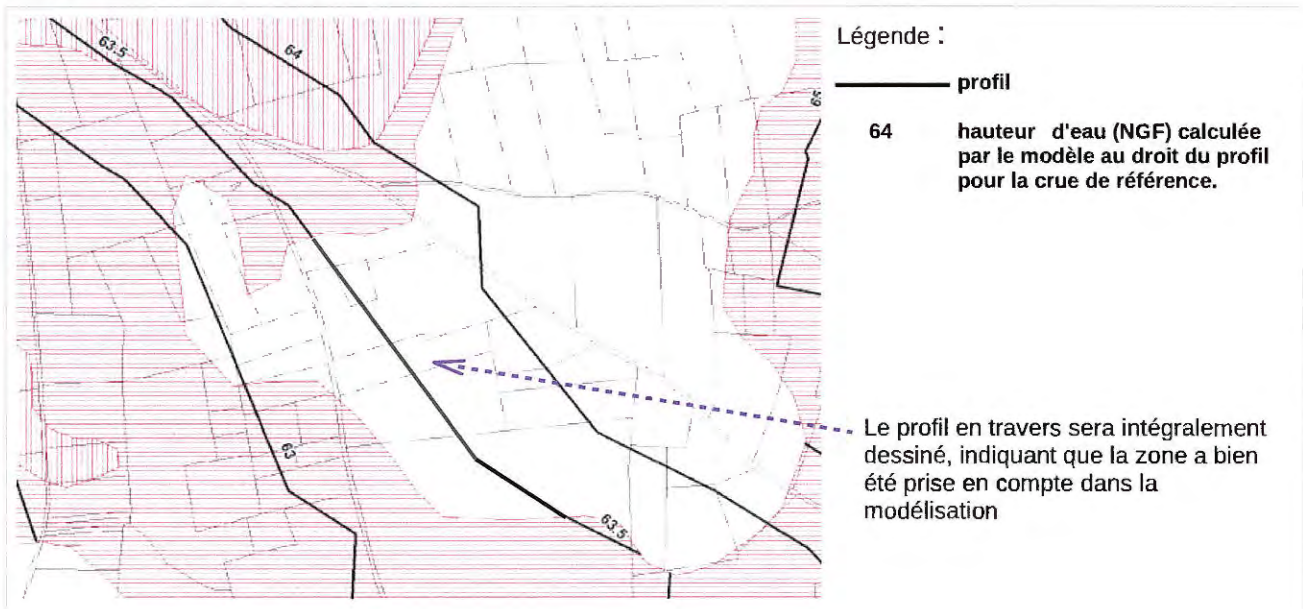 Légende :
profil
64 hauteur d'eau (NGF) calculée
par le modèle au droit du profil
pour la crue de référence.
63.5
64
63
63.5
Le profil en travers sera intégralement
dessiné, indiquant que la zone a bien
été prise en compte dans la
modélisation